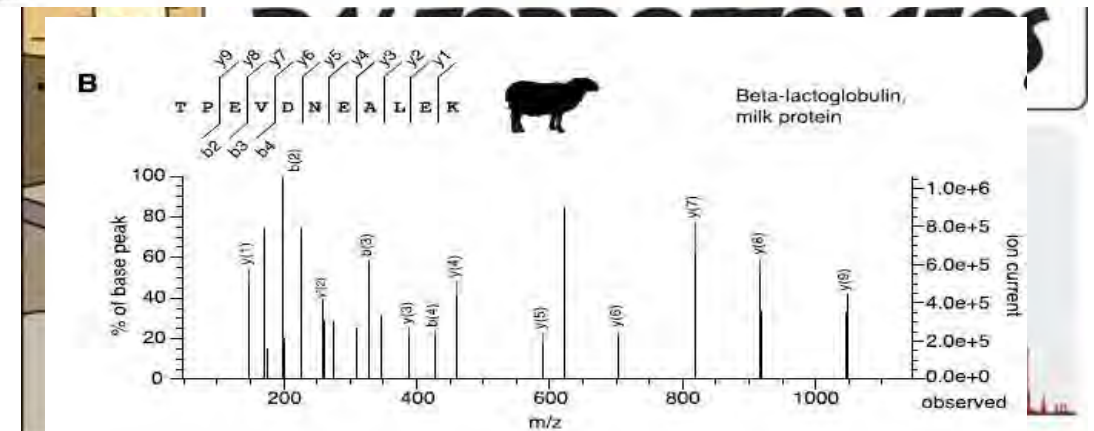 B
y9 y8 y7 y6 y5 y4 y3 y2 y1
T P E V D N E A L E K
b2 b3 b4
Beta-lactoglobulin,
milk protein
% of base peak
100
80
60
40
20
0
y(1)
b(2)
y(2)
b(3)
y(3)
b(4)
y(4)
y(5)
y(6)
y(7)
y(8)
y(9)
1.0e+6
8.0e+5
6.0e+5
4.0e+5
2.0e+5
0.0e+0
Ion current
200 400 600 800 1000 observed
m/z